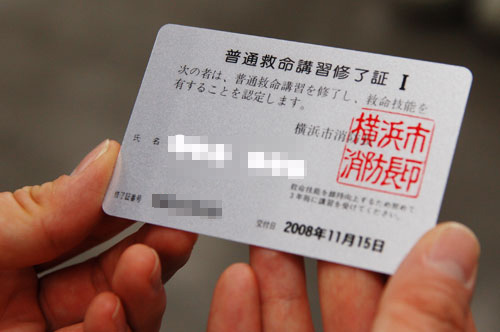 普通救命講習修了証 I
次の者は、普通救命講習を修了し、救命技能を
有することを認定します。
横浜市消防
横浜市
消防長印
氏 名
救命技能を維持向上するため努めて
3年毎に講習を受けてください。
修了証番号
交付日 2008年11月15日